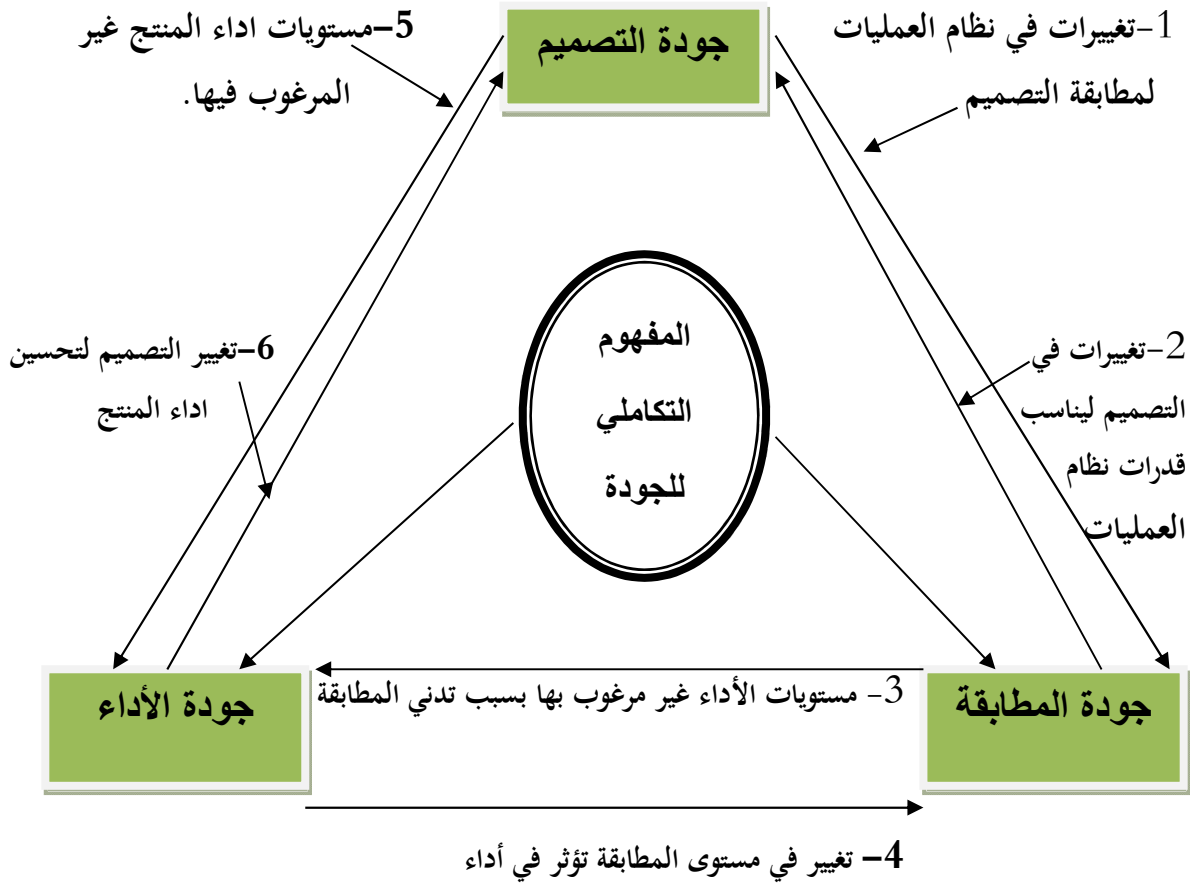 جودة التصميم
1-تغييرات في نظام العمليات
لمطابقة التصميم
5–مستويات اداء المنتج غير
المرغوب فيها.
المفهوم
التكاملي
للجودة
2-تغييرات في
التصميم ليناسب
قدرات نظام
العمليات
6–تغيير التصميم لتحسين
اداء المنتج
جودة المطابقة
3- مستويات الأداء غير مرغوب بها بسبب تدني المطابقة
جودة الأداء
4– تغيير في مستوى المطابقة تؤثر في أداء